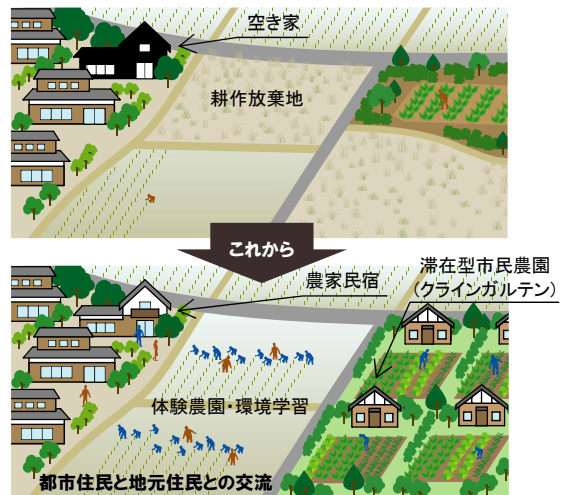 空き家
耕作放棄地
これから
農家民宿
滞在型市民農園
（クラインガルテン）
体験農園・環境学習
都市住民と地元住民との交流